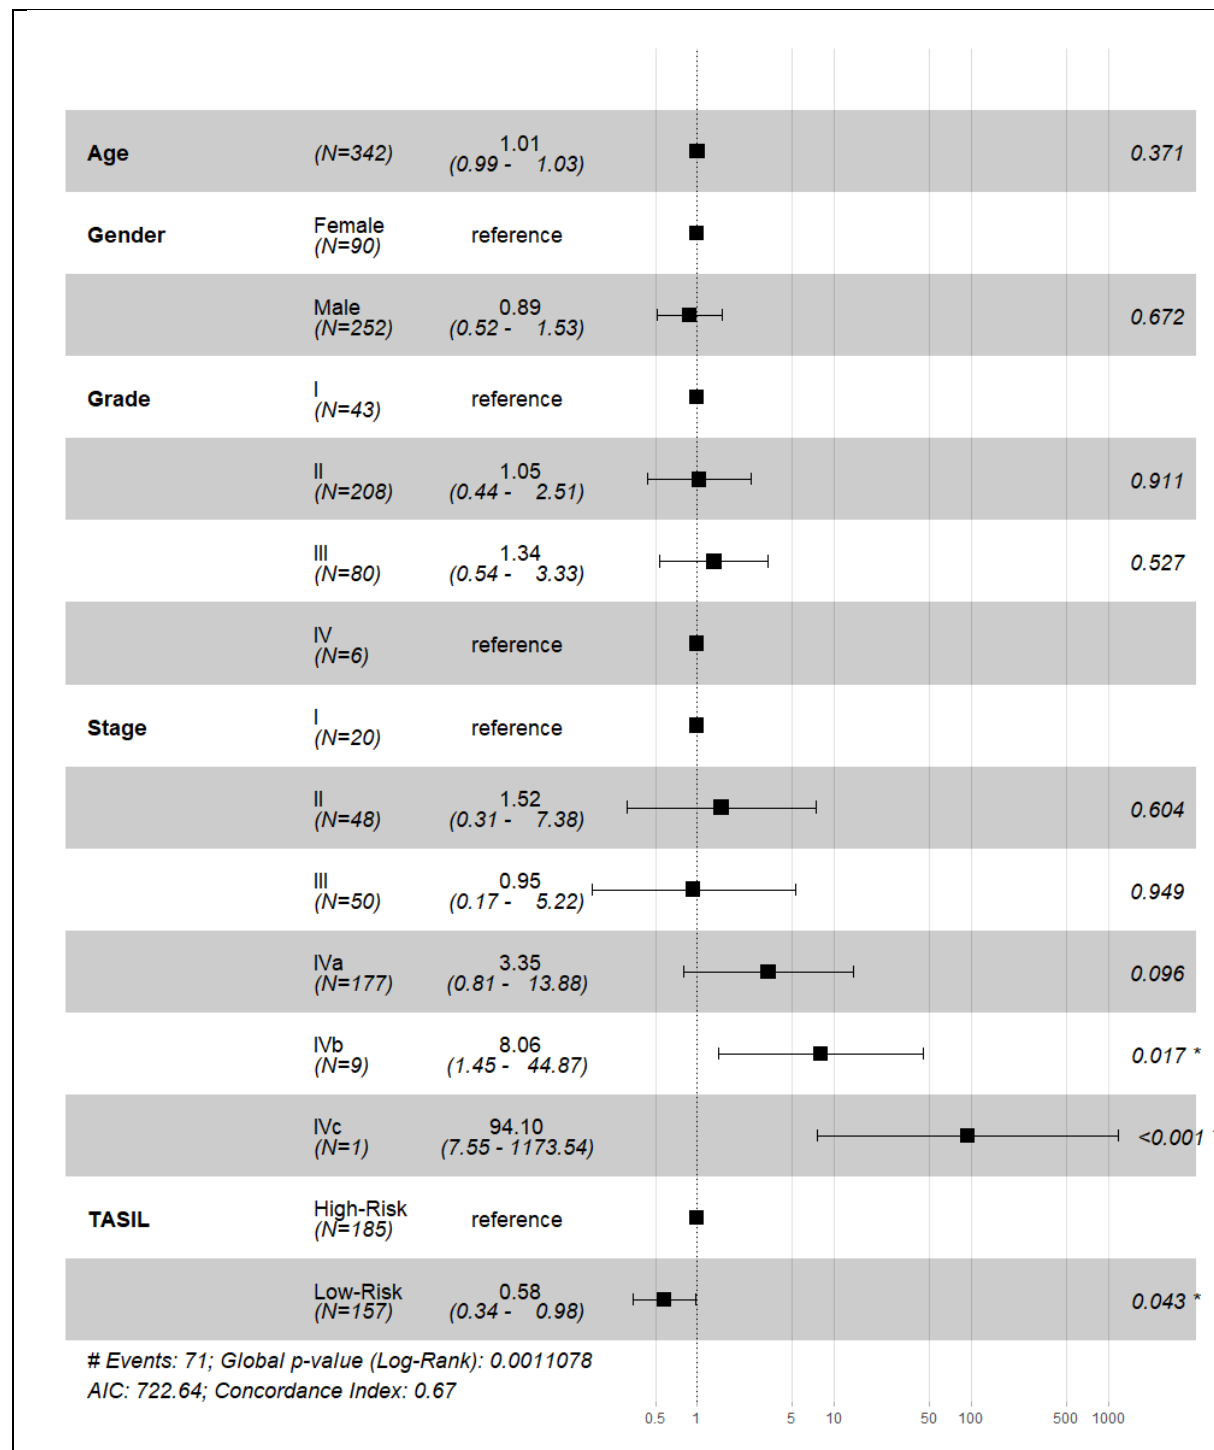 Age (N=342) 1.01 0.371
(0.99 - 1.03)
Gender Female reference
(N=90)
Male 0.89 0.672
(N=252) (0.52 - 1.53)
Grade I reference
(N=43)
II 1.05 0.911
(N=208) (0.44 - 2.51)
III 1.34 0.527
(N=80) (0.54 - 3.33)
IV reference
(N=6)
Stage I reference
(N=20)
II 1.52 0.604
(N=48) (0.31 - 7.38)
III 0.95 0.949
(N=50) (0.17 - 5.22)
IVa 3.35 0.096
(N=177) (0.81 - 13.88)
IVb 8.06 0.017 *
(N=9) (1.45 - 44.87)
IVc 94.10 <0.001
(N=1) (7.55 - 1173.54)
TASIL High-Risk reference
(N=185)
Low-Risk 0.58 0.043 *
(N=157) (0.34 - 0.98)
# Events: 71; Global p-value (Log-Rank): 0.0011078
AIC: 722.64; Concordance Index: 0.67
0.5 1 5 10 50 100 500 1000